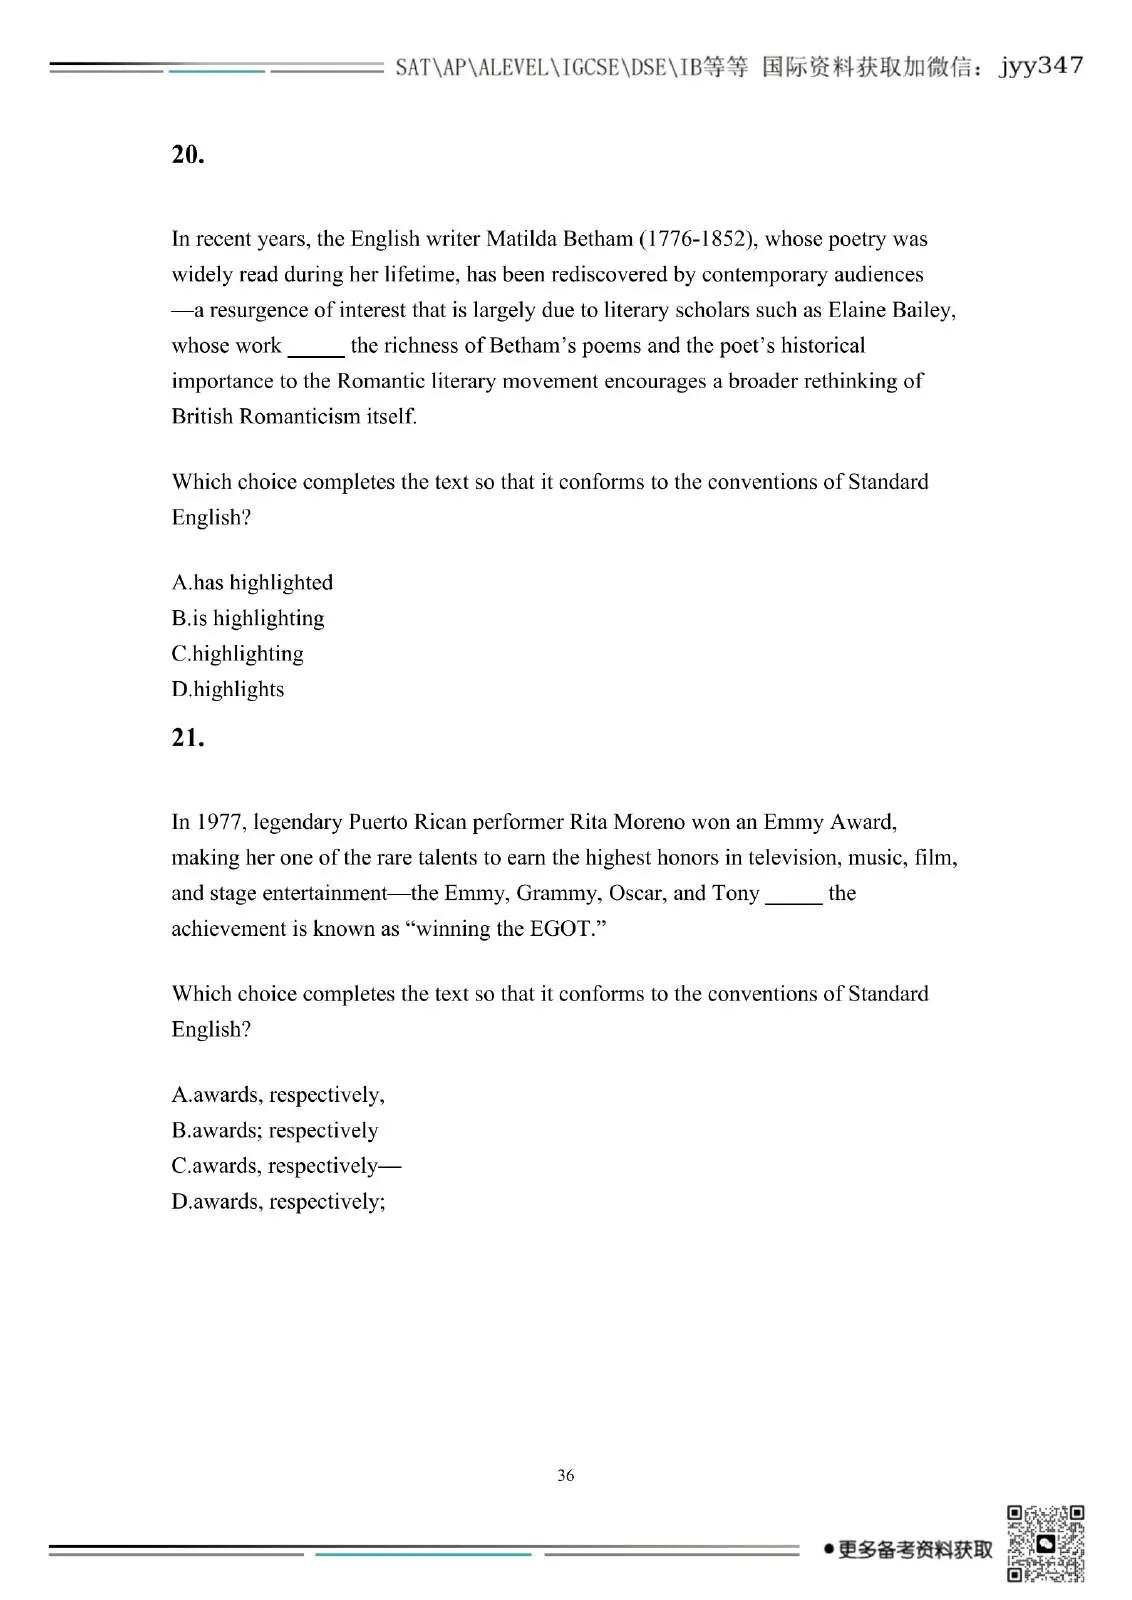 SAT\AP\ALEVEL\IGCSE\DSE\IB等等 国际资料获取加微信：jyy347
20.
In recent years, the English writer Matilda Betham (1776-1852), whose poetry was
widely read during her lifetime, has been rediscovered by contemporary audiences
—a resurgence of interest that is largely due to literary scholars such as Elaine Bailey,
whose work _____ the richness of Betham’s poems and the poet’s historical
importance to the Romantic literary movement encourages a broader rethinking of
British Romanticism itself.
Which choice completes the text so that it conforms to the conventions of Standard
English?
A.has highlighted
B.is highlighting
C.highlighting
D.highlights
21.
In 1977, legendary Puerto Rican performer Rita Moreno won an Emmy Award,
making her one of the rare talents to earn the highest honors in television, music, film,
and stage entertainment—the Emmy, Grammy, Oscar, and Tony _____ the
achievement is known as “winning the EGOT.”
Which choice completes the text so that it conforms to the conventions of Standard
English?
A.awards, respectively,
B.awards; respectively
C.awards, respectively—
D.awards, respectively;
36
●更多备考资料获取